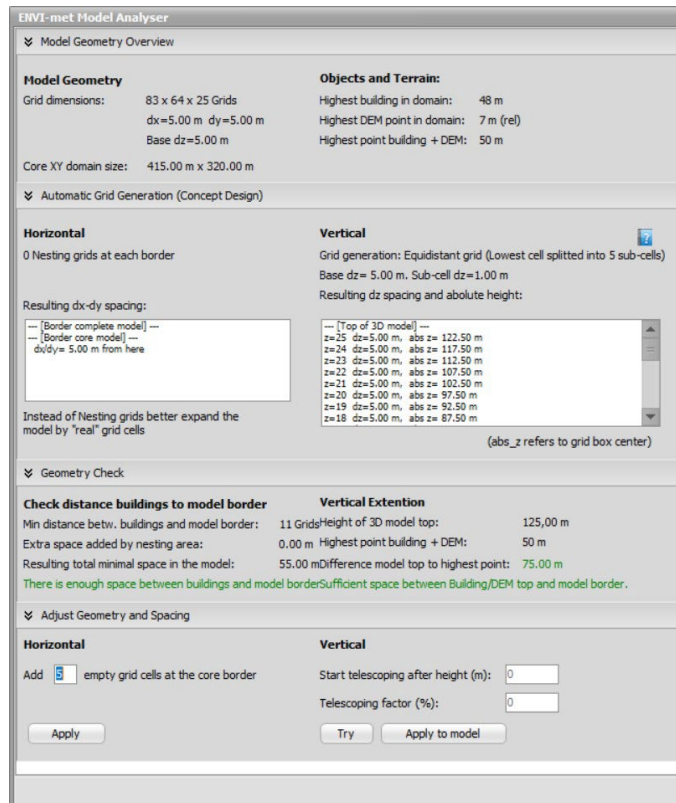 ENVI-met Model Analyser
Model Geometry Overview
Model Geometry
Grid dimensions: 83 x 64 x 25 Grids
dx=5.00 m dy=5.00 m
Base dz=5.00 m
Core XY domain size: 415.00 m x 320.00 m
Objects and Terrain:
Highest building in domain: 48 m
Highest DEM point in domain: 7 m (rel)
Highest point building + DEM: 50 m
Automatic Grid Generation (Concept Design)
Horizontal
0 Nesting grids at each border
Resulting dx-dy spacing:
--- [Border complete model] ---
--- [Border core model] ---
dx/dy= 5.00 m from here
Instead of Nesting grids better expand the
model by "real" grid cells
Vertical
Grid generation: Equidistant grid (Lowest cell splitted into 5 sub-cells)
Base dz= 5.00 m. Sub-cell dz=1.00 m
Resulting dz spacing and abolute height:
--- [Top of 3D model] ---
z=25 dz=5.00 m, abs z= 122.50 m
z=24 dz=5.00 m, abs z= 117.50 m
z=23 dz=5.00 m, abs z= 112.50 m
z=22 dz=5.00 m, abs z= 107.50 m
z=21 dz=5.00 m, abs z= 102.50 m
z=20 dz=5.00 m, abs z= 97.50 m
z=19 dz=5.00 m, abs z= 92.50 m
z=18 dz=5.00 m, abs z= 87.50 m
(abs_z refers to grid box center)
Geometry Check
Check distance buildings to model border
Min distance betw. buildings and model border: 11 Grids
Extra space added by nesting area: 0.00 m
Resulting total minimal space in the model: 55.00 m
There is enough space between buildings and model border
Vertical Extention
Height of 3D model top: 125,00 m
Highest point building + DEM: 50 m
Difference model top to highest point: 75.00 m
Sufficient space between Building/DEM top and model border.
Adjust Geometry and Spacing
Horizontal
Add 5 empty grid cells at the core border
Apply
Vertical
Start telescoping after height (m): 0
Telescoping factor (%): 0
Try Apply to model